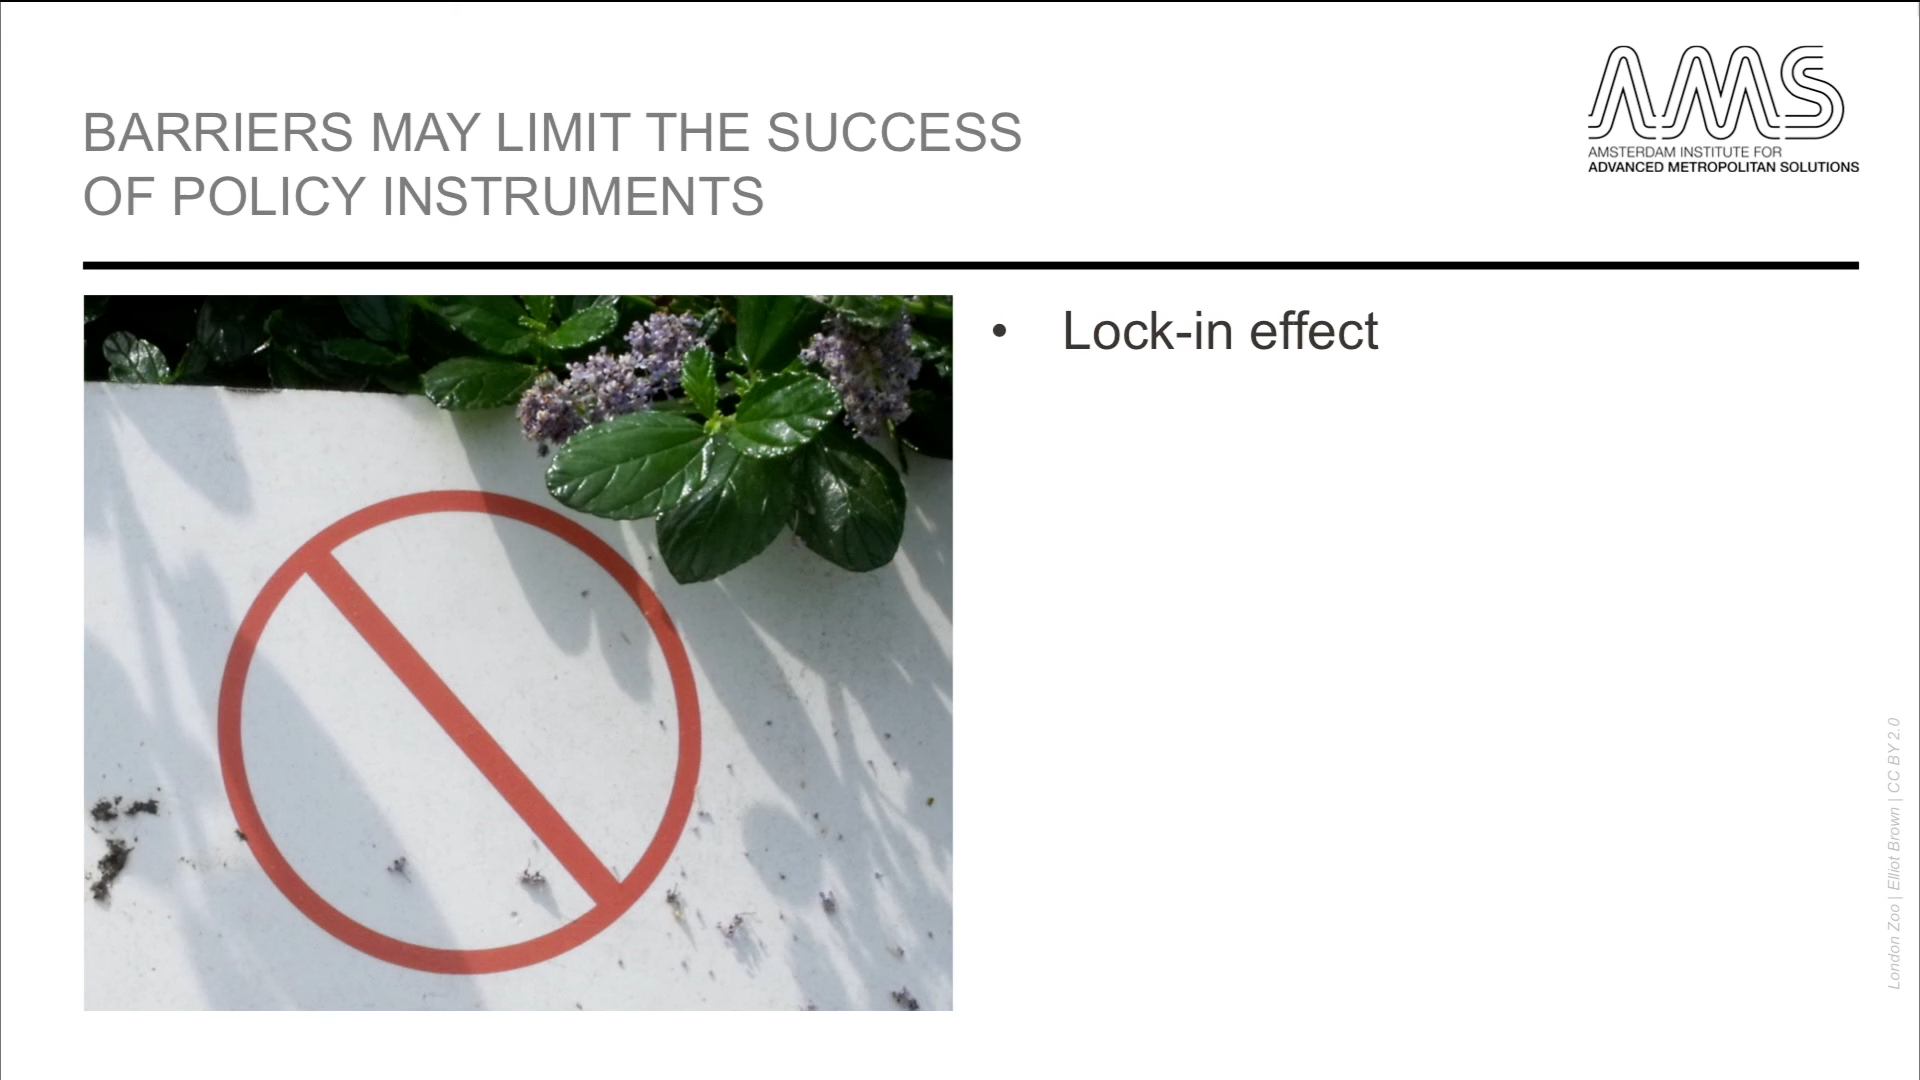 BARRIERS MAY LIMIT THE SUCCESS
OF POLICY INSTRUMENTS
AMS
AMSTERDAM INSTITUTE FOR
ADVANCED METROPOLITAN SOLUTIONS
• Lock-in effect
London Zoo | Elliot Brown | CC BY 2.0